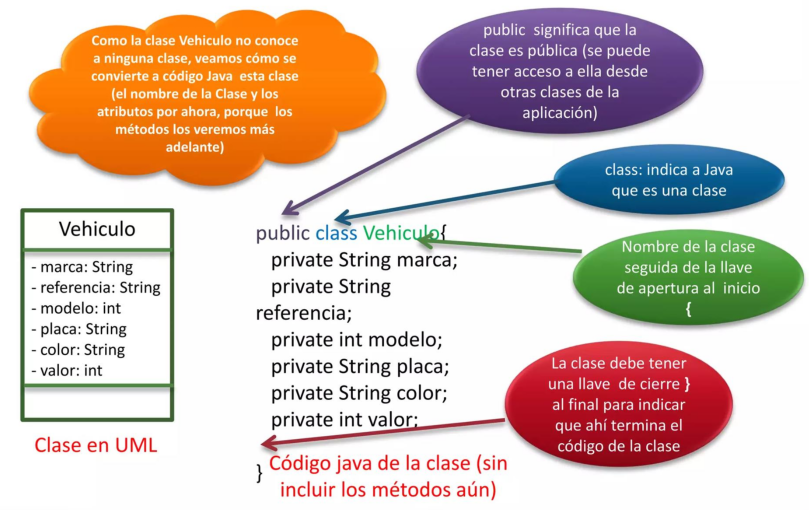 Como la clase Vehiculo no conoce
a ninguna clase, veamos cómo se
convierte a código Java esta clase
(el nombre de la Clase y los
atributos por ahora, porque los
métodos los veremos más
adelante)
public significa que la
clase es pública (se puede
tener acceso a ella desde
otras clases de la
aplicación)
class: indica a Java
que es una clase
Vehiculo
- marca: String
- referencia: String
- modelo: int
- placa: String
- color: String
- valor: int
Clase en UML
public class Vehiculo{
private String marca;
private String
referencia;
private int modelo;
private String placa;
private String color;
private int valor;
}
Nombre de la clase
seguida de la llave
de apertura al inicio
{
La clase debe tener
una llave de cierre }
al final para indicar
que ahí termina el
código de la clase
Código java de la clase (sin
incluir los métodos aún)